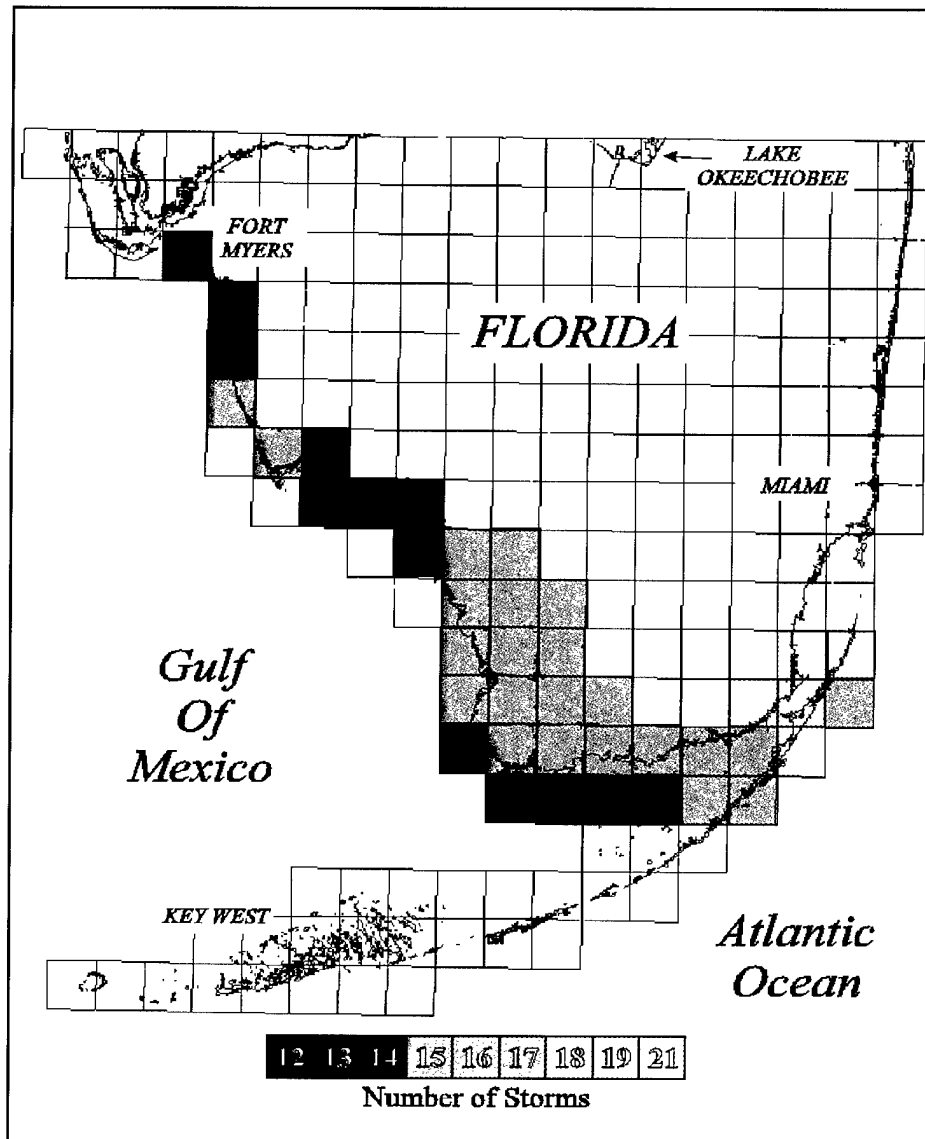 LAKE
OKEECHOBEE
FORT
MYERS
FLORIDA
MIAMI
Gulf
Of
Mexico
KEY WEST
Atlantic
Ocean
12 13 14 15 16 17 18 19 21
Number of Storms